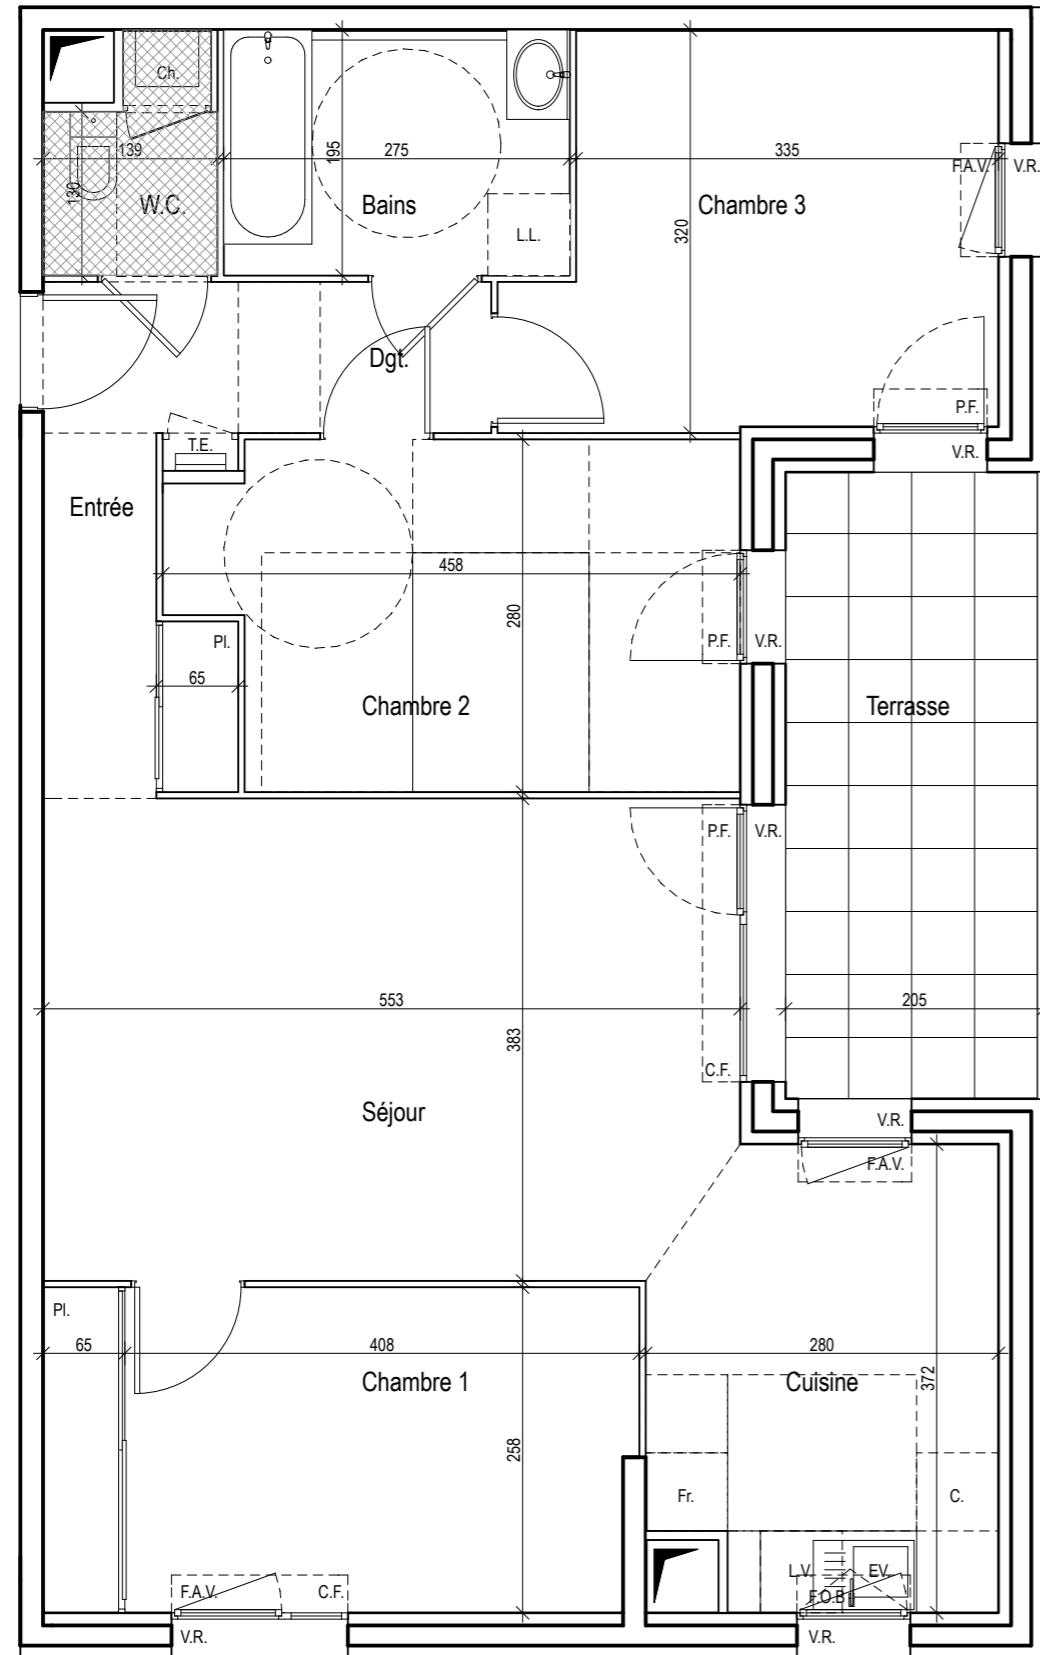 Ch.
139
195
275
335
F.A.V.
V.R.
130
W.C.
Bains
Chambre 3
320
L.L.
Dgt.
P.F.
V.R.
T.E.
Entrée
458
280
Pl.
P.F.
V.R.
65
Chambre 2
Terrasse
P.F.
V.R.
553
205
383
C.F.
Séjour
V.R.
F.A.V.
Pl.
65
408
280
Chambre 1
Cuisine
372
258
Fr.
C.
F.A.V.
C.F.
L.V.
EV.
F.O.B
V.R.
V.R.